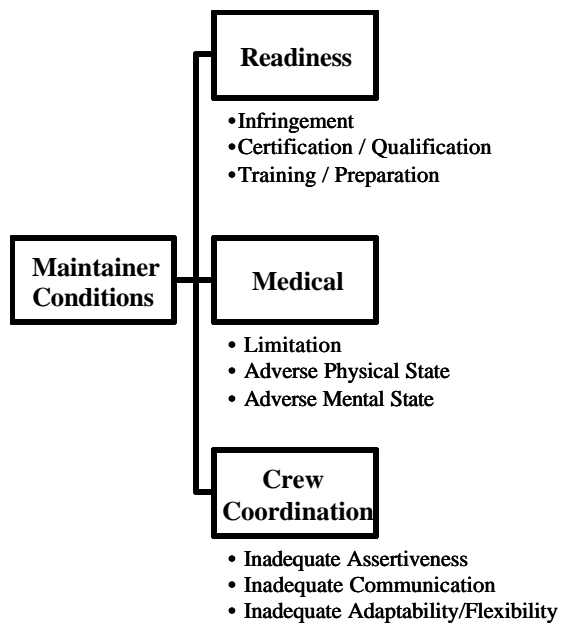 Readiness
•Infringement
•Certification / Qualification
•Training / Preparation
Maintainer
Conditions
Medical
• Limitation
• Adverse Physical State
• Adverse Mental State
Crew
Coordination
• Inadequate Assertiveness
• Inadequate Communication
• Inadequate Adaptability/Flexibility